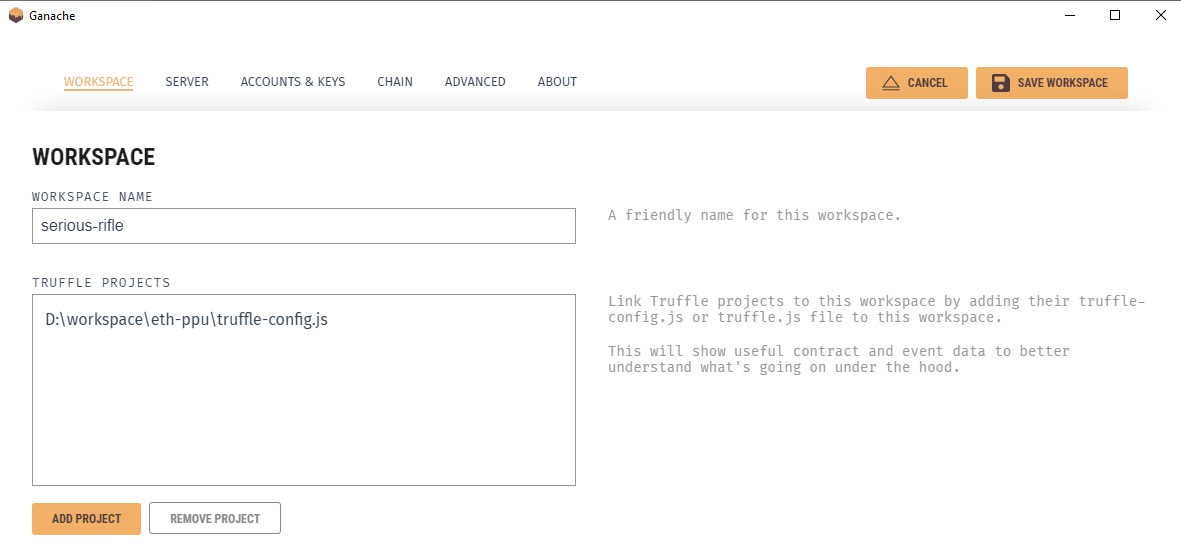 Ganache
WORKSPACE SERVER ACCOUNTS & KEYS CHAIN ADVANCED ABOUT CANCEL SAVE WORKSPACE
WORKSPACE
WORKSPACE NAME
serious-rifle
A friendly name for this workspace.
TRUFFLE PROJECTS
D:\workspace\eth-ppu\truffle-config.js
Link Truffle projects to this workspace by adding their truffle-
config.js or truffle.js file to this workspace.
This will show useful contract and event data to better
understand what's going on under the hood.
ADD PROJECT REMOVE PROJECT